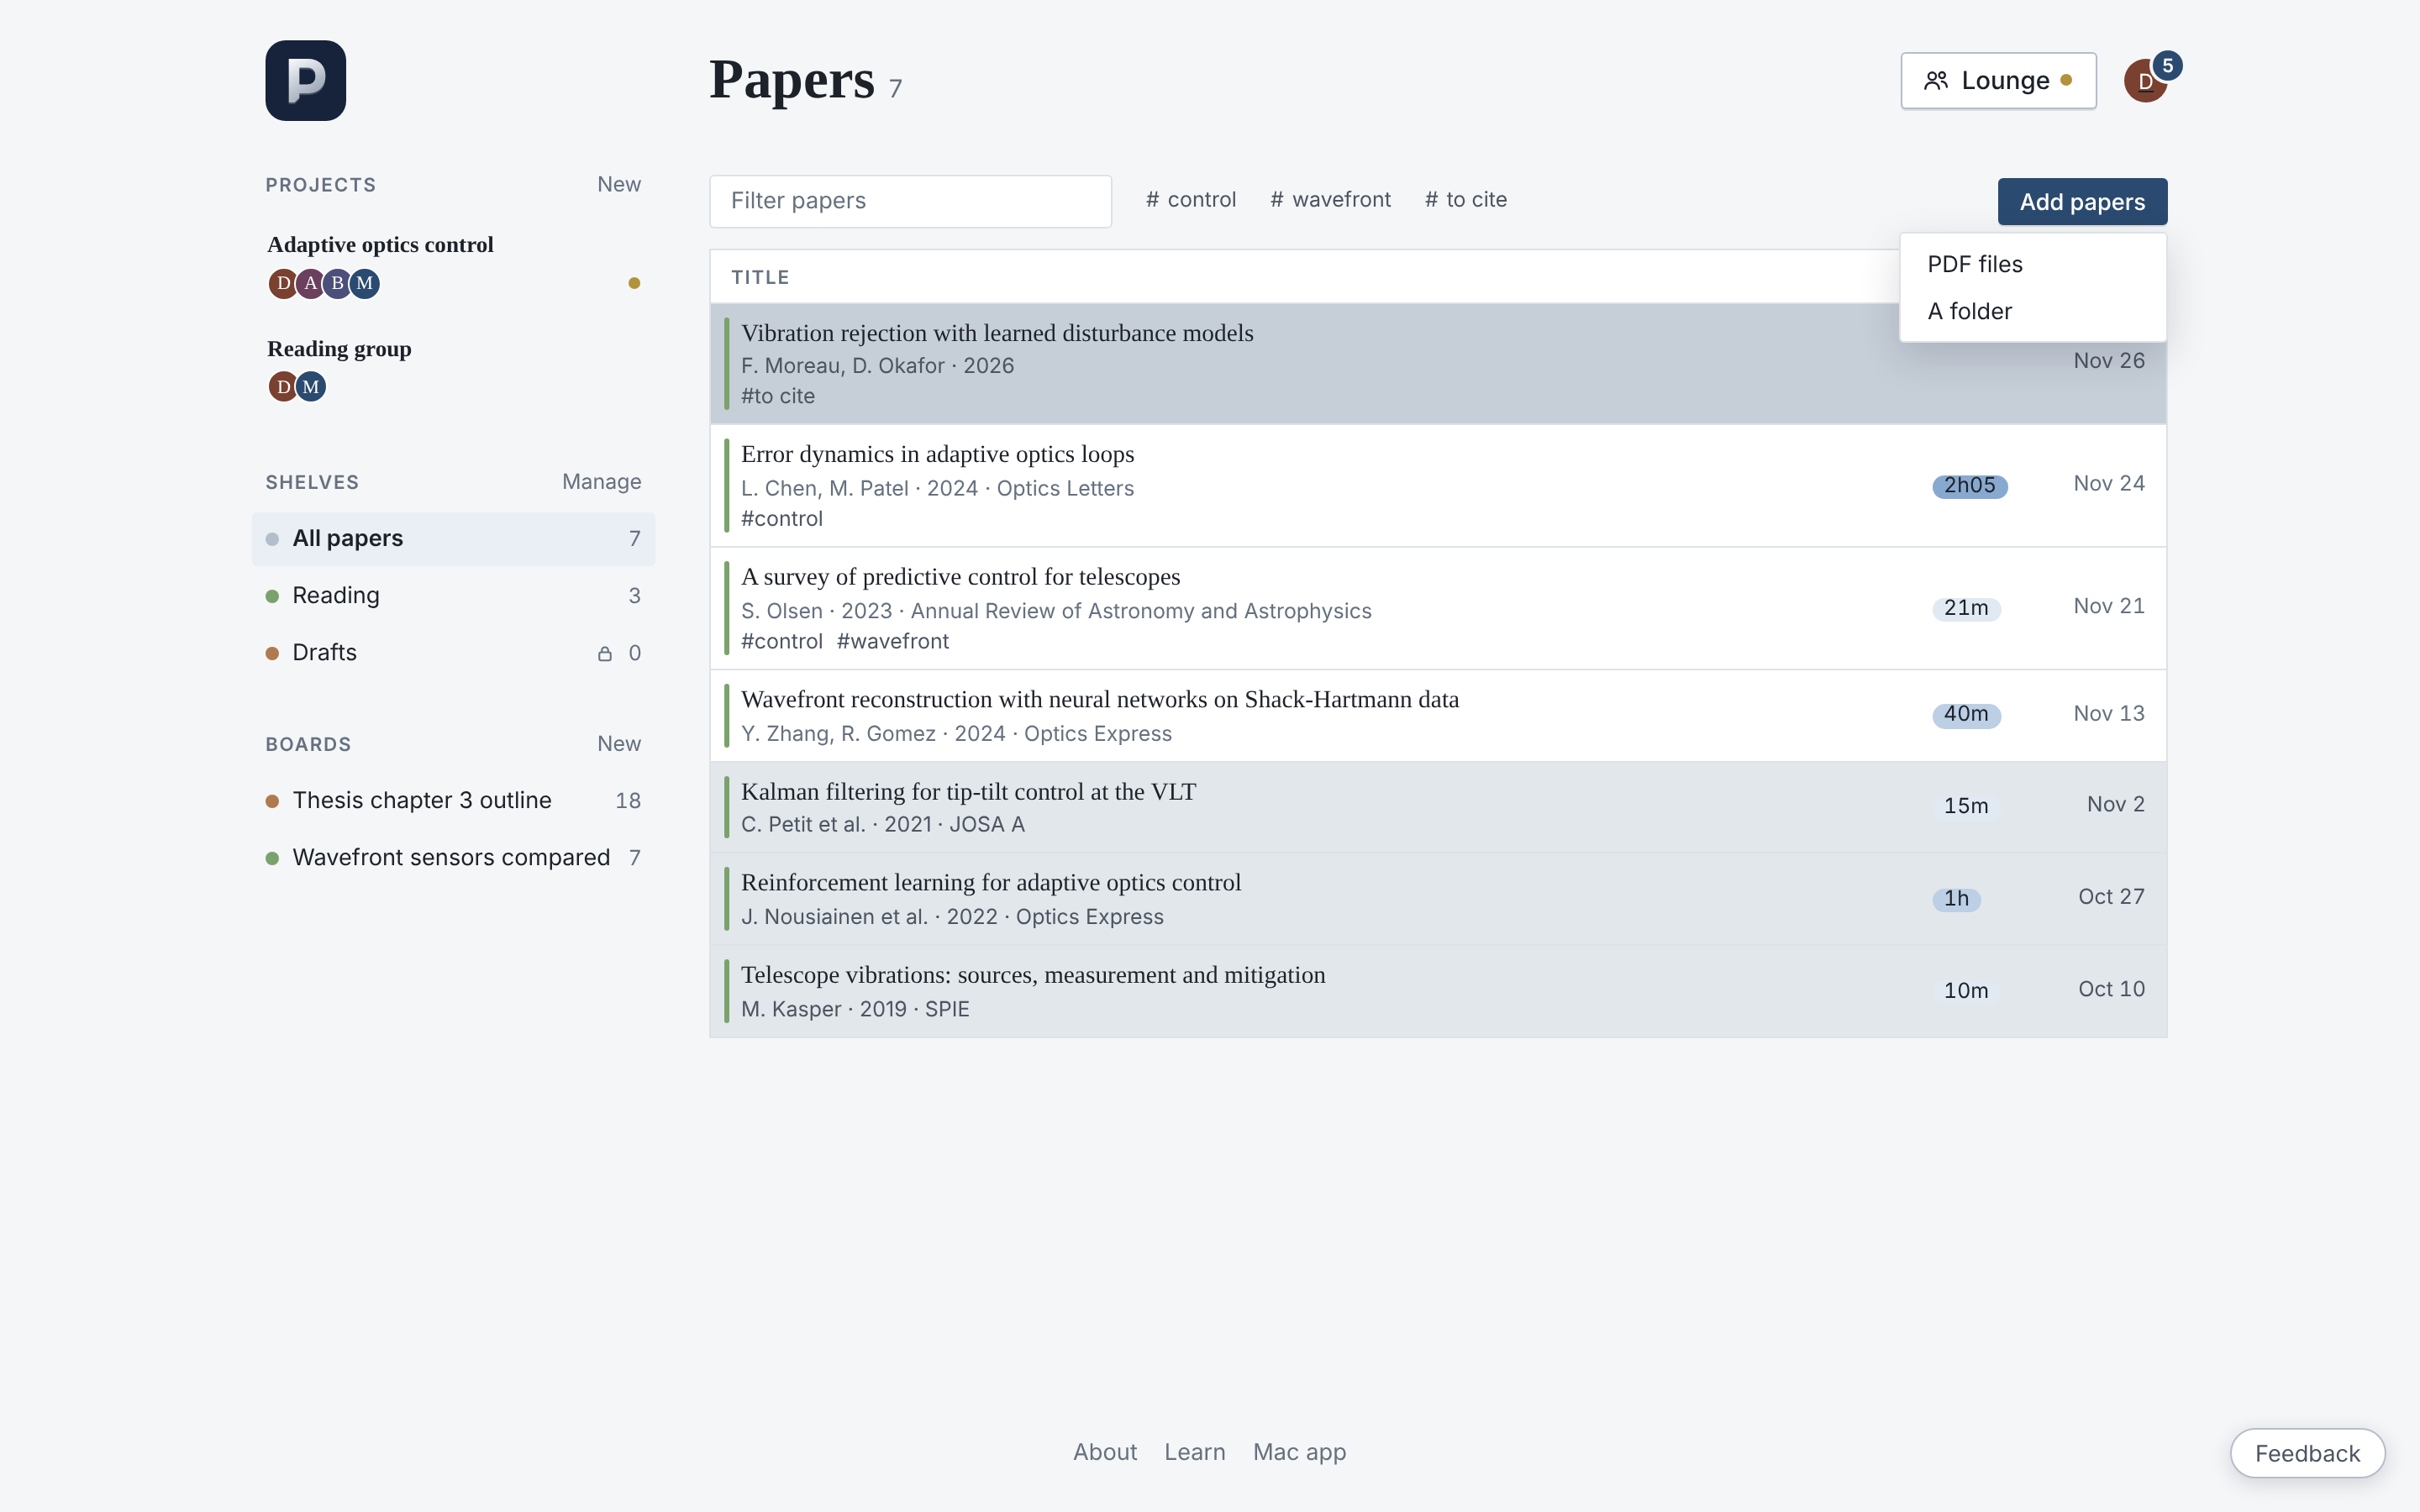 P
Papers 7
Lounge
D 5
PROJECTS New
Adaptive optics control
D A B M
Reading group
D M
SHELVES Manage
All papers 7
Reading 3
Drafts 0
BOARDS New
Thesis chapter 3 outline 18
Wavefront sensors compared 7
Filter papers
# control # wavefront # to cite
Add papers
PDF files
A folder
TITLE
Vibration rejection with learned disturbance models
F. Moreau, D. Okafor · 2026
#to cite
Nov 26
Error dynamics in adaptive optics loops
L. Chen, M. Patel · 2024 · Optics Letters
#control
2h05 Nov 24
A survey of predictive control for telescopes
S. Olsen · 2023 · Annual Review of Astronomy and Astrophysics
#control #wavefront
21m Nov 21
Wavefront reconstruction with neural networks on Shack-Hartmann data
Y. Zhang, R. Gomez · 2024 · Optics Express
40m Nov 13
Kalman filtering for tip-tilt control at the VLT
C. Petit et al. · 2021 · JOSA A
15m Nov 2
Reinforcement learning for adaptive optics control
J. Nousiainen et al. · 2022 · Optics Express
1h Oct 27
Telescope vibrations: sources, measurement and mitigation
M. Kasper · 2019 · SPIE
10m Oct 10
About Learn Mac app
Feedback